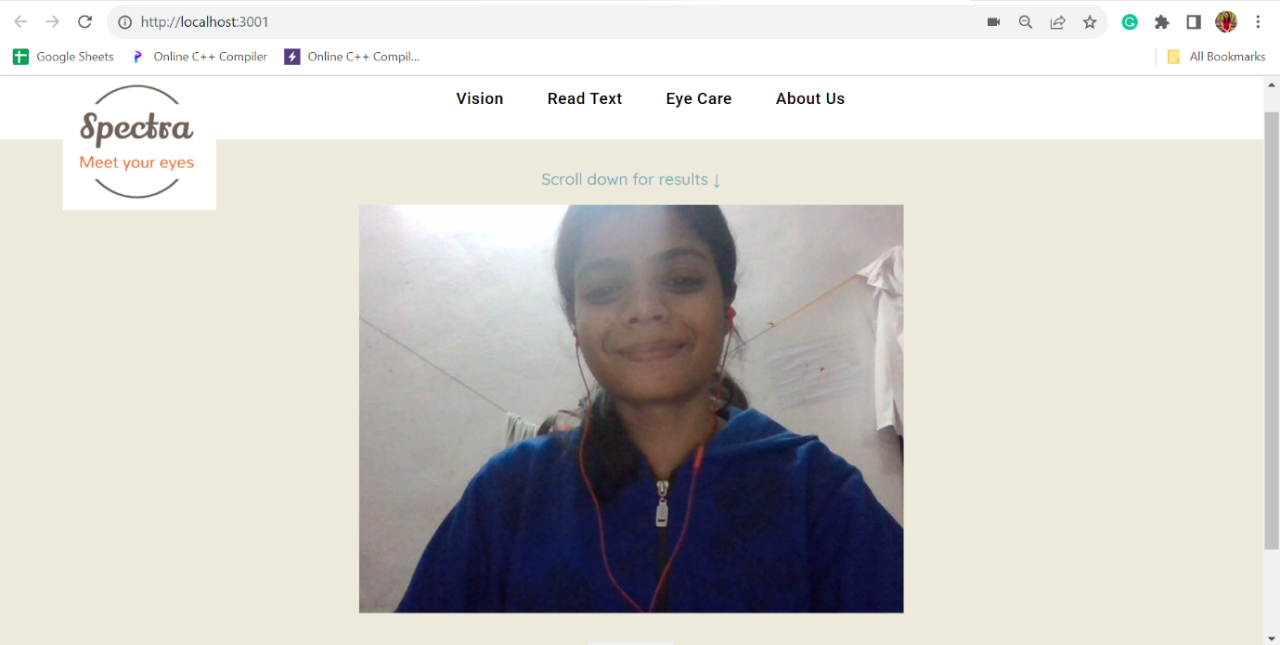 http://localhost:3001
Google Sheets
Online C++ Compiler
Online C++ Compil...
All Bookmarks
Spectra
Meet your eyes
Vision
Read Text
Eye Care
About Us
Scroll down for results ↓